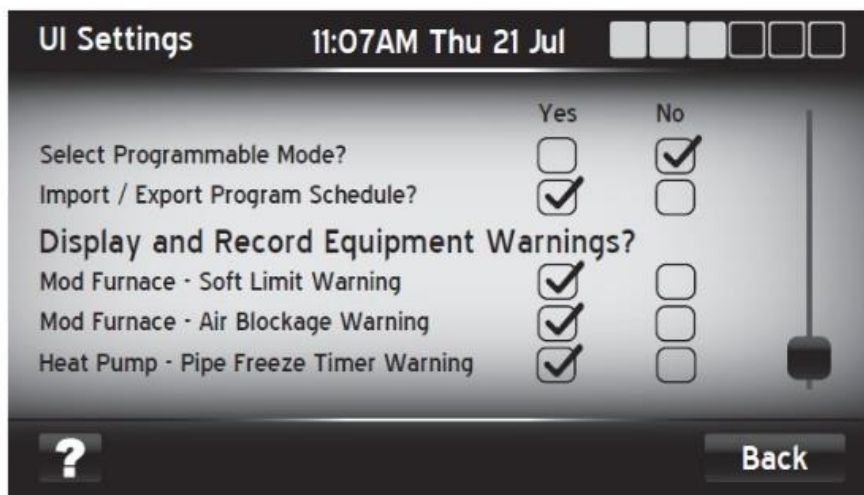 UI Settings 11:07AM Thu 21 Jul
Yes No
Select Programmable Mode?
Import / Export Program Schedule?
Display and Record Equipment Warnings?
Mod Furnace - Soft Limit Warning
Mod Furnace - Air Blockage Warning
Heat Pump - Pipe Freeze Timer Warning
? Back